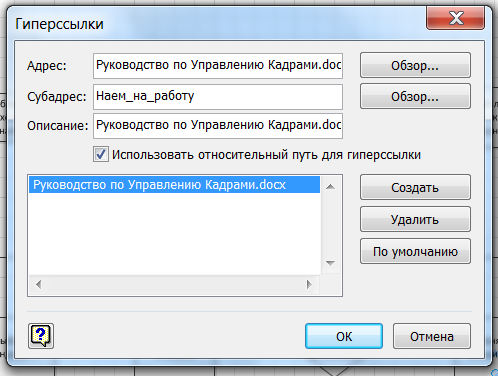 Гиперссылки
Адрес: Руководство по Управлению Кадрами.doc Обзор...
Субадрес: Наем_на_работу Обзор...
Описание: Руководство по Управлению Кадрами.doc
Использовать относительный путь для гиперссылки
Руководство по Управлению Кадрами.docx Создать
Удалить
По умолчанию
? ОК Отмена